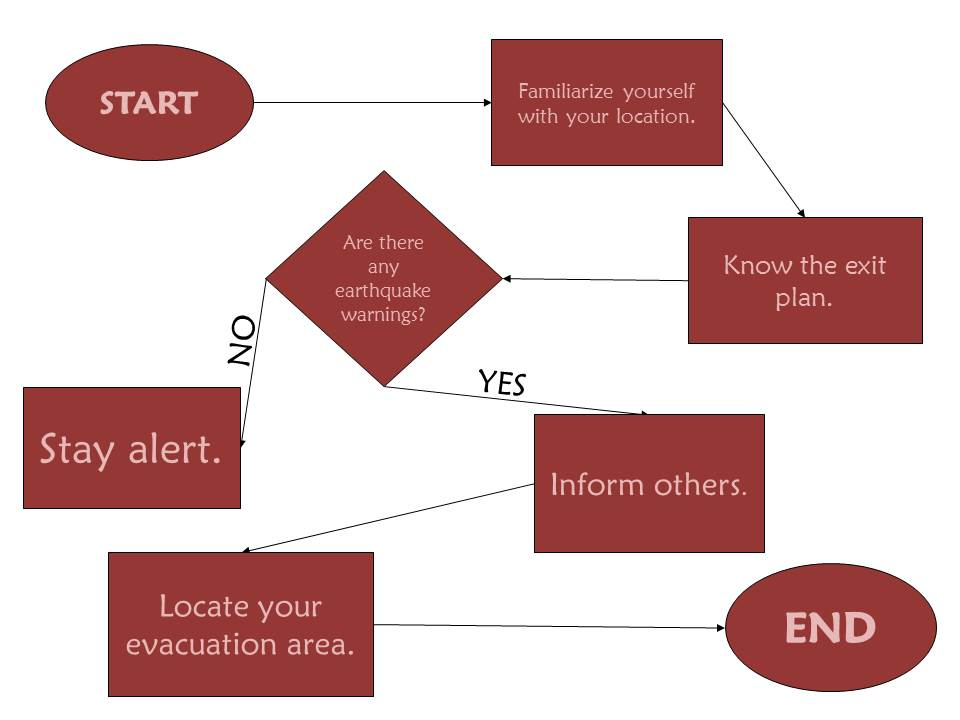 START
Familiarize yourself
with your location.
Know the exit
plan.
Are there
any
earthquake
warnings?
NO
YES
Stay alert.
Inform others.
Locate your
evacuation area.
END